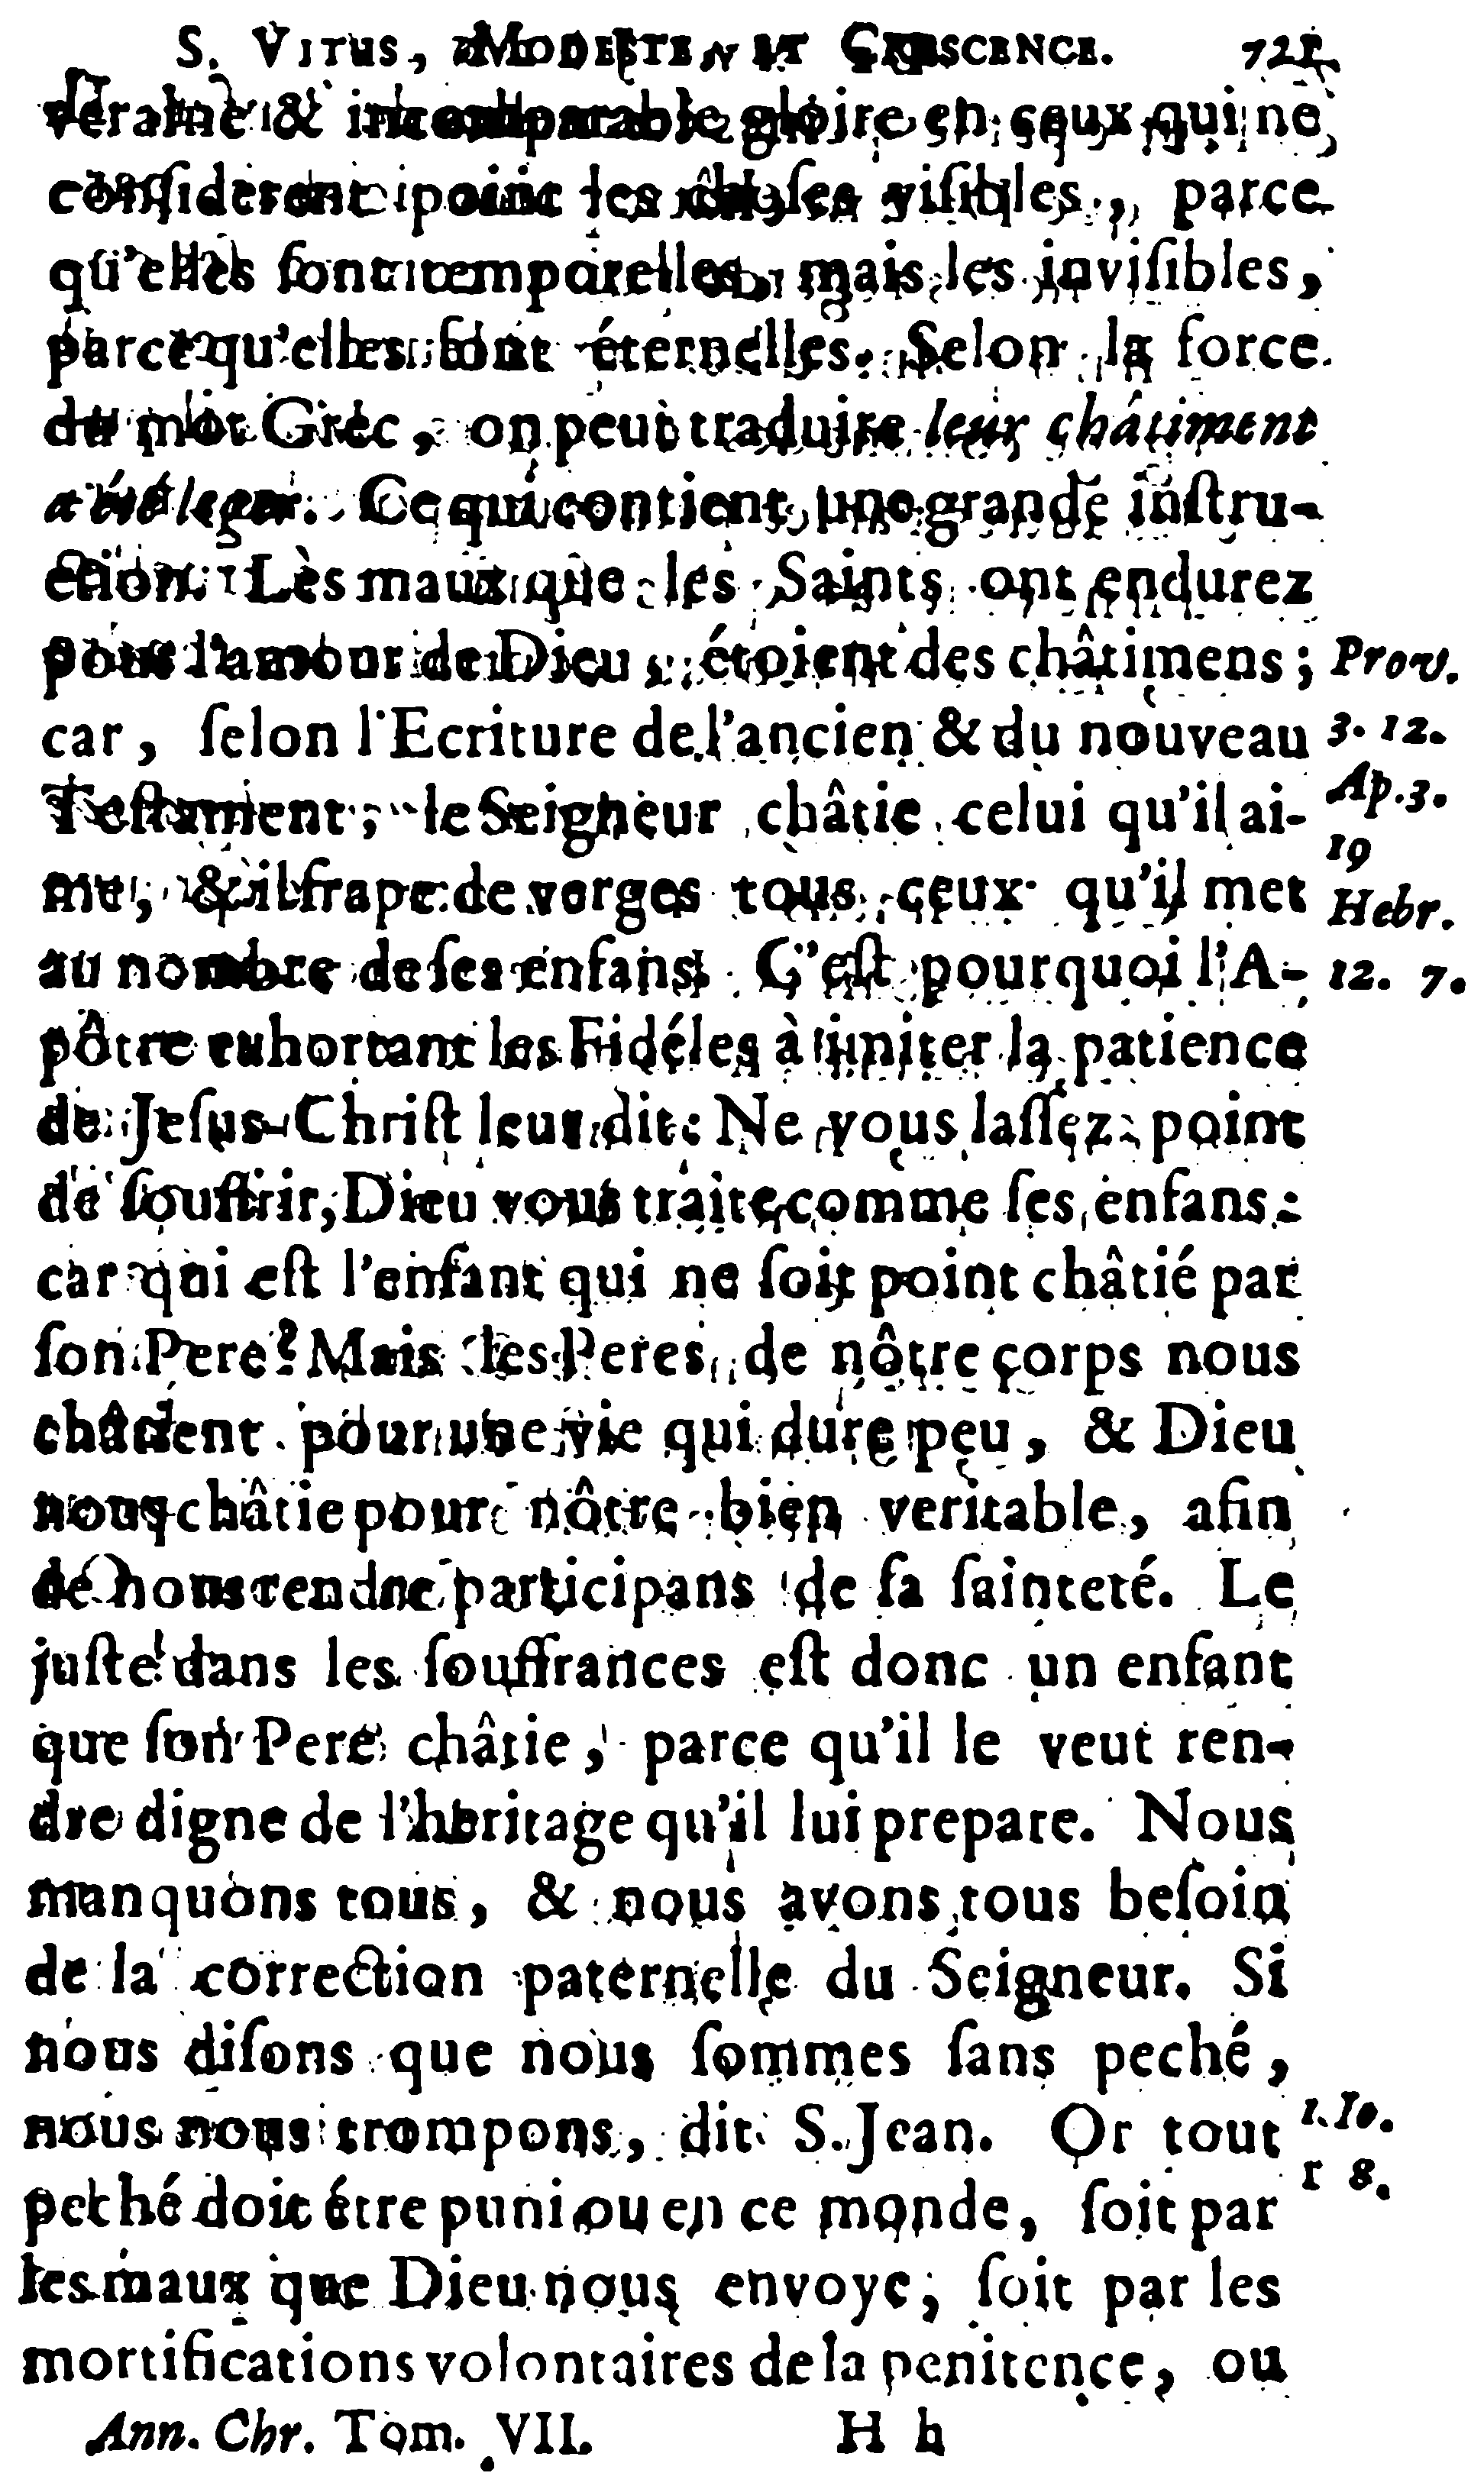 S. VITUS, MODESTE, ET CRESCENCE. 721
veraine & incomparable gloire en ceux qui ne
conſiderent point les choſes viſibles, parce
qu'elles ſont temporelles, mais les inviſibles,
parce qu'elles ſont éternelles. Selon la force
du mot Grec, on peut traduire leur châtiment
a été leger. Ce qui contient une grande inſtru-
ction. Les maux que les Saints ont endurez
pour l'amour de Dieu, étoient des châtimens;
Prov.
car, ſelon l'Ecriture de l'ancien & du nouveau
3. 12.
Teſtament, le Seigneur châtie celui qu'il ai-
Ap. 3.
19
me, & il frape de verges tous ceux qu'il met
Hebr.
au nombre de ſes enfans. C'eſt pourquoi l'A-
12. 7.
pôtre exhortant les Fidéles à imiter la patience
de Jeſus-Chriſt leur dit: Ne vous laſſez point
de ſouffrir, Dieu vous traite comme ſes enfans:
car qui eſt l'enfant qui ne ſoit point châtié par
ſon Pere? Mais les Peres de nôtre corps nous
châtient pour une vie qui dure peu, & Dieu
nous châtie pour nôtre bien veritable, afin
de nous rendre participans de ſa ſainteté. Le
juſte dans les ſouffrances eſt donc un enfant
que ſon Pere châtie, parce qu'il le veut ren-
dre digne de l'heritage qu'il lui prepare. Nous
manquons tous, & nous avons tous beſoin
de la correction paternelle du Seigneur. Si
nous diſons que nous ſommes ſans peché,
nous nous trompons, dit S. Jean. Or tout
1. Io.
1 8.
peché doit être puni ou en ce monde, ſoit par
les maux que Dieu nous envoye, ſoit par les
mortifications volontaires de la penitence, ou
Ann. Chr. Tom. VII. H h